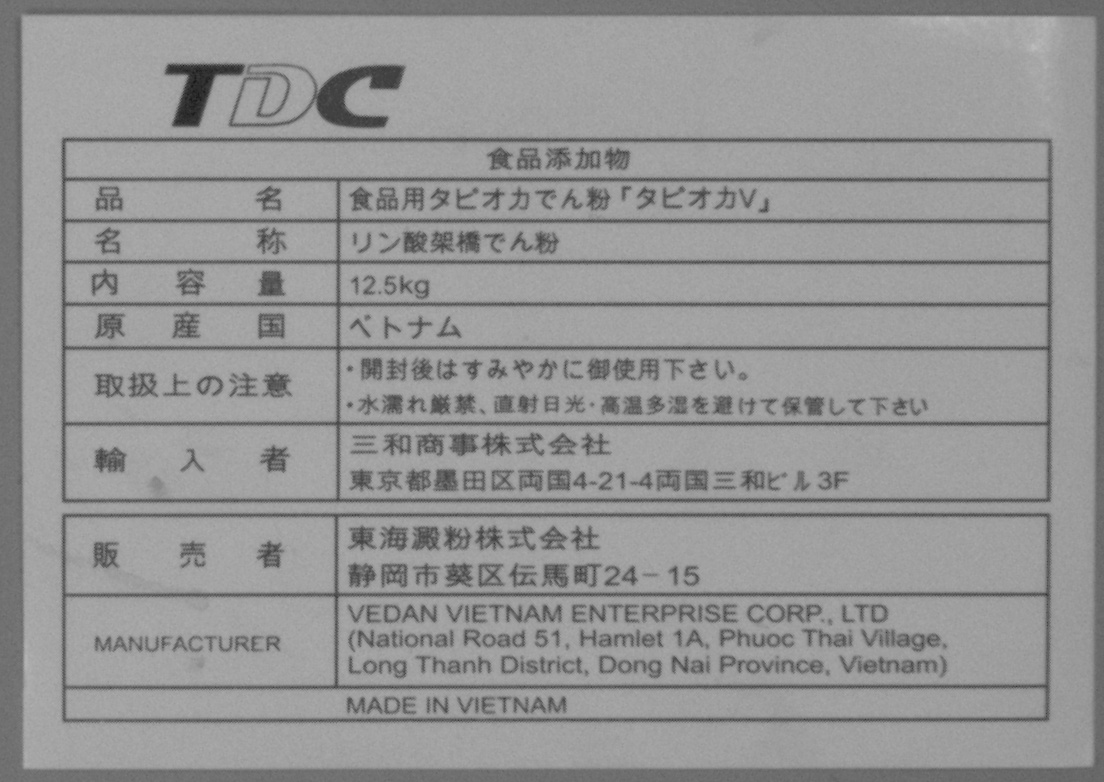 TDC
食品添加物
品名 食品用タピオカでん粉「タピオカV」
名称 リン酸架橋でん粉
内容量 12.5kg
原産国 ベトナム
取扱上の注意 ・開封後はすみやかに御使用下さい。
・水濡れ厳禁、直射日光・高温多湿を避けて保管して下さい
輸入者 三和商事株式会社
東京都墨田区両国4-21-4両国三和ビル3F
販売者 東海澱粉株式会社
静岡市葵区伝馬町24−15
MANUFACTURER VEDAN VIETNAM ENTERPRISE CORP., LTD
(National Road 51, Hamlet 1A, Phuoc Thai Village,
Long Thanh District, Dong Nai Province, Vietnam)
MADE IN VIETNAM